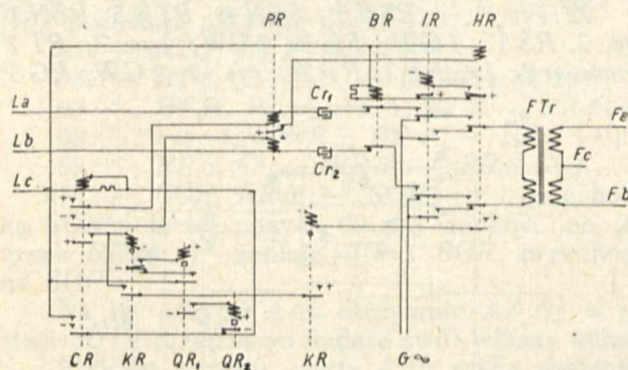 PR BR IR HR
La Cr₁ FTr Fa
Lb Fc
Lc Cr₂ Fb
CR KR QR₁ QR₂ KR G∞